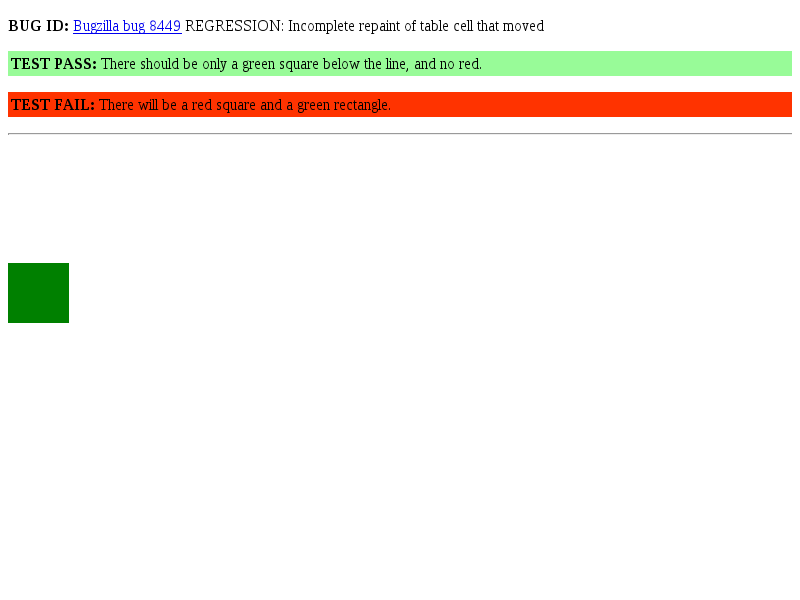 BUG ID: Bugzilla bug 8449 REGRESSION: Incomplete repaint of table cell that moved
TEST PASS: There should be only a green square below the line, and no red.
TEST FAIL: There will be a red square and a green rectangle.